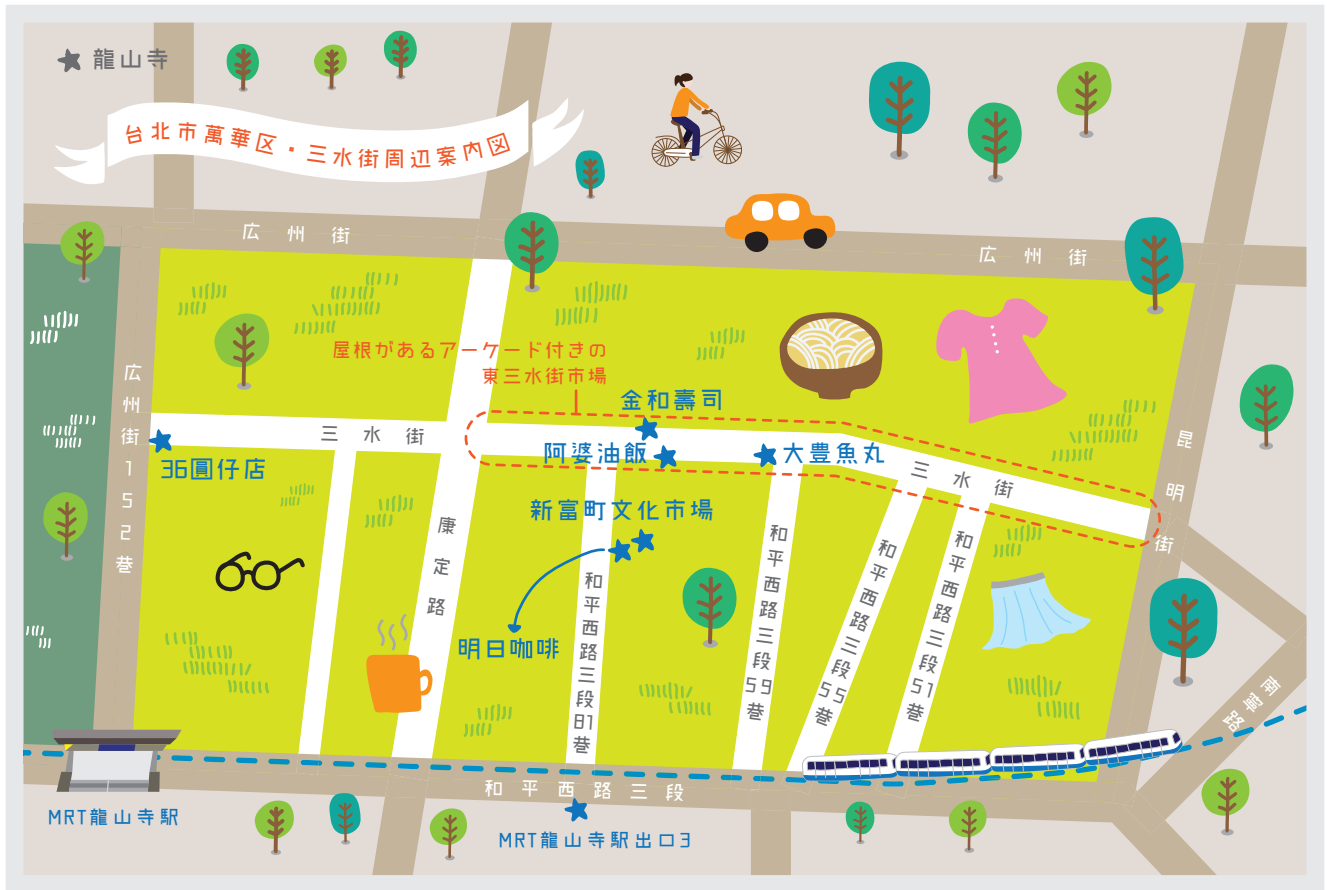 龍山寺
台北市萬華区・三水街周辺案内図
広州街
広州街
屋根があるアーケード付きの
東三水街市場
金和壽司
広州街152巷
三水街
阿婆油飯
大豊魚丸
36圓仔店
三水街
昆明街
新富町文化市場
康定路
和平西路三段81巷
和平西路三段59巷
和平西路三段55巷
和平西路三段51巷
明日咖啡
南寧路
和平西路三段
MRT龍山寺駅
MRT龍山寺駅出口3